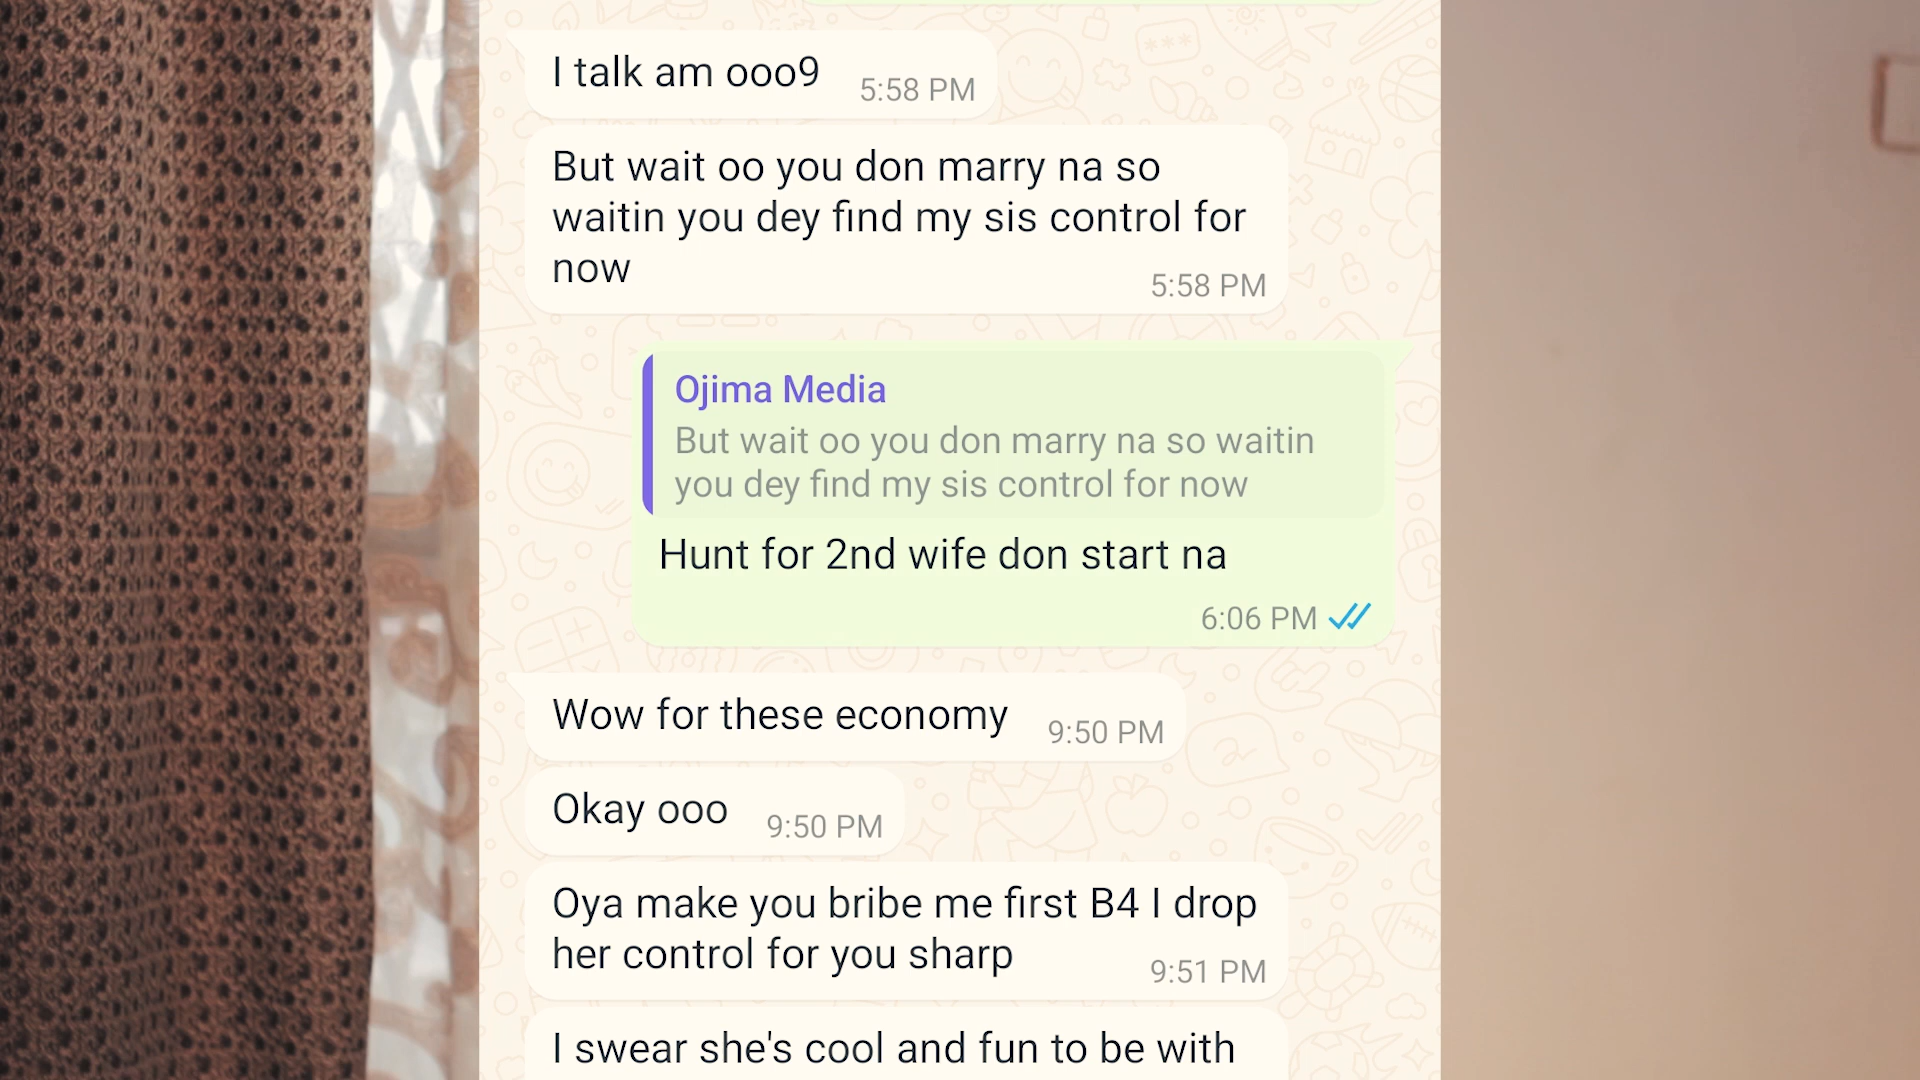 I talk am ooo9
5:58 PM
But wait oo you don marry na so
waitin you dey find my sis control for
now
5:58 PM
Ojima Media
But wait oo you don marry na so waitin
you dey find my sis control for now
Hunt for 2nd wife don start na
6:06 PM
Wow for these economy
9:50 PM
Okay ooo
9:50 PM
Oya make you bribe me first B4 I drop
her control for you sharp
9:51 PM
I swear she's cool and fun to be with